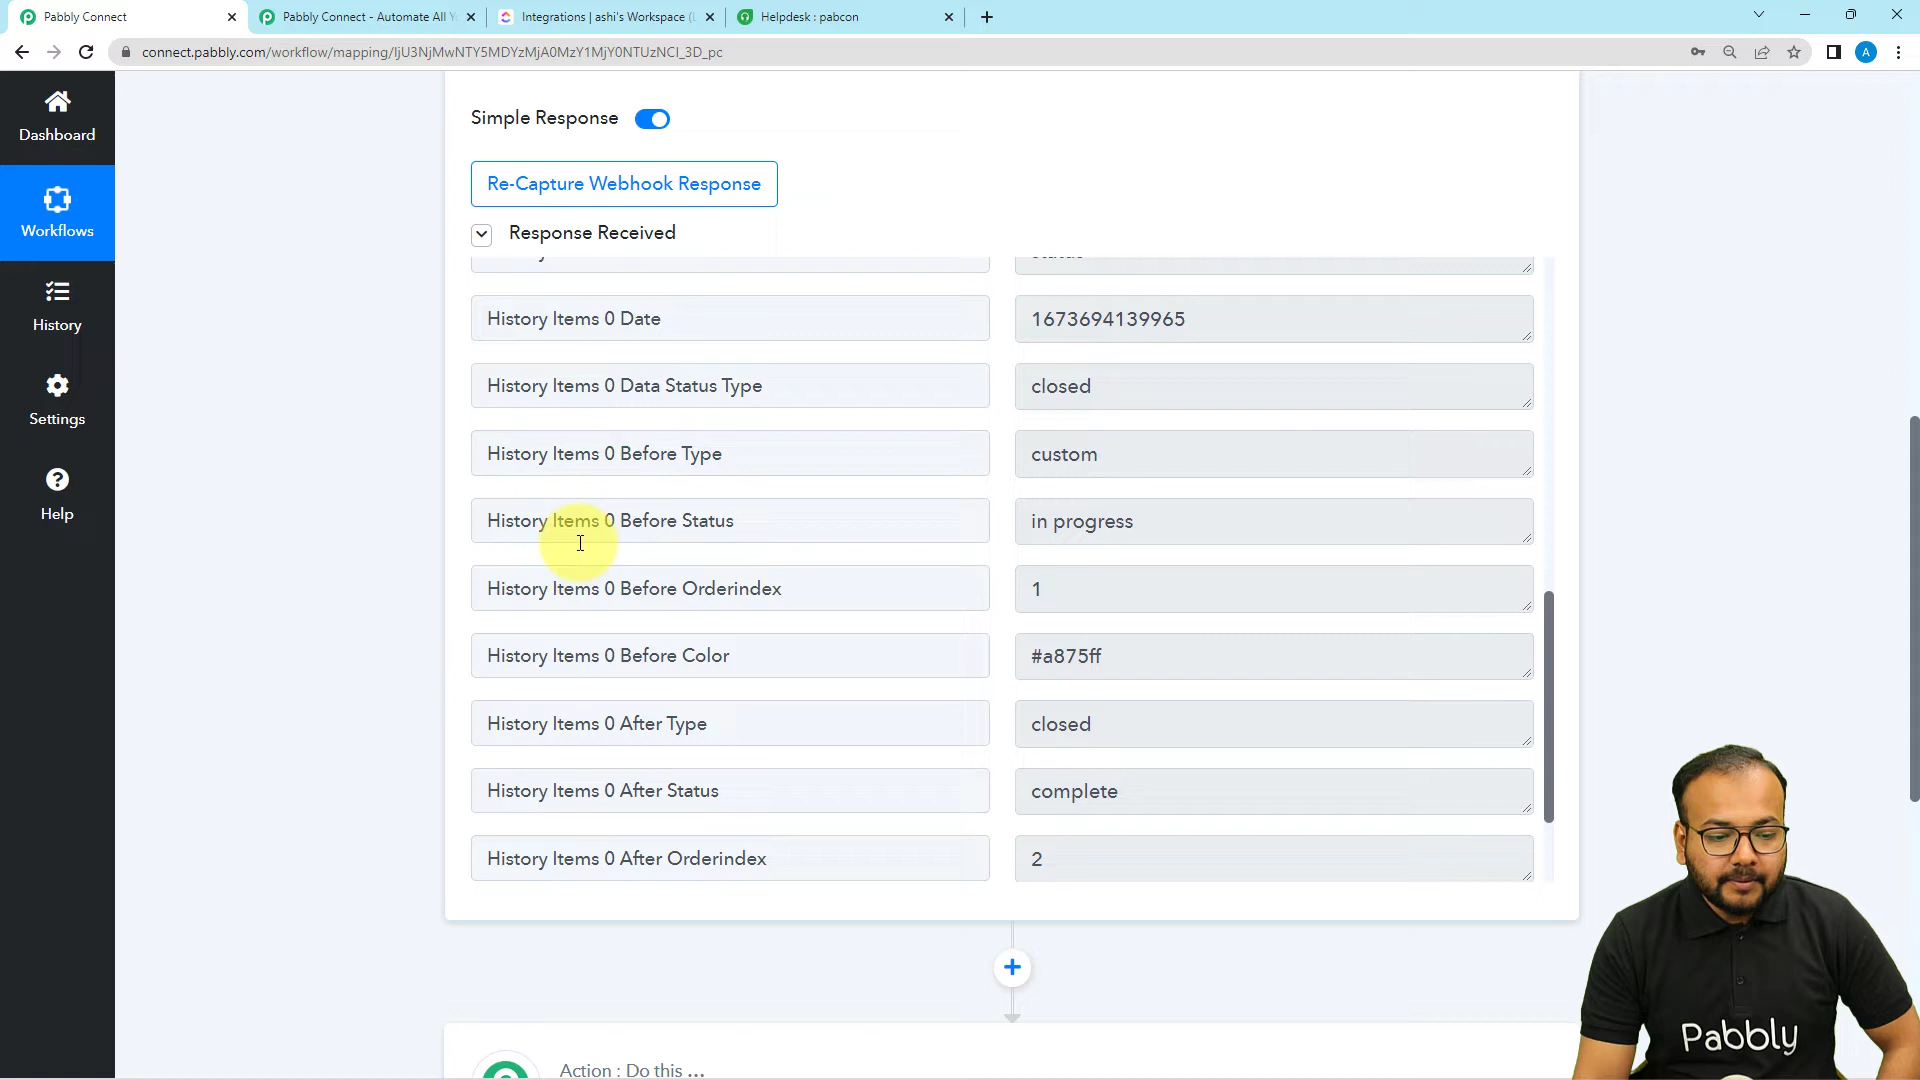 Pabbly Connect
Pabbly Connect - Automate All Y
Integrations | ashi's Workspace (
Helpdesk : pabcon
connect.pabbly.com/workflow/mapping/IjU3NjMwNTY5MDYzMjA0MzY1MjY0NTUzNCI_3D_pc
A
Dashboard
Workflows
History
Settings
Help
Simple Response
Re-Capture Webhook Response
Response Received
History Items 0 Date
1673694139965
History Items 0 Data Status Type
closed
History Items 0 Before Type
custom
History Items 0 Before Status
in progress
History Items 0 Before Orderindex
1
History Items 0 Before Color
#a875ff
History Items 0 After Type
closed
History Items 0 After Status
complete
History Items 0 After Orderindex
2
Action : Do this ...
Pabbly